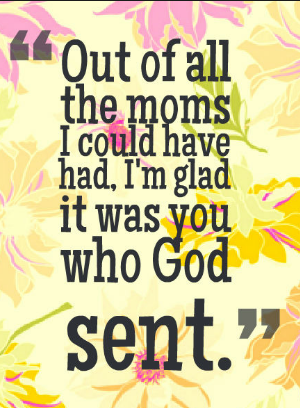 “ Out of all
the moms
I could have
had, I'm glad
it was you
who God
sent. ”